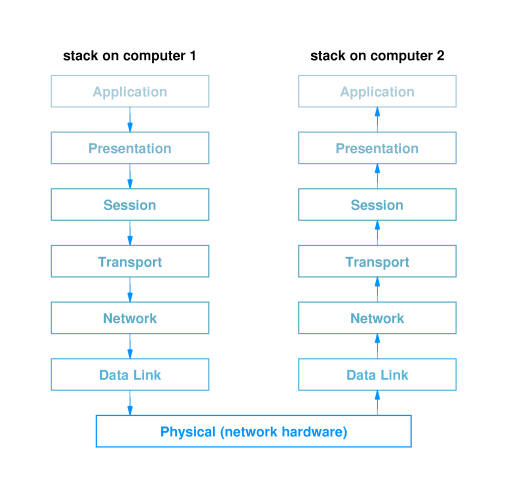 stack on computer 1
Application
Presentation
Session
Transport
Network
Data Link
stack on computer 2
Application
Presentation
Session
Transport
Network
Data Link
Physical (network hardware)